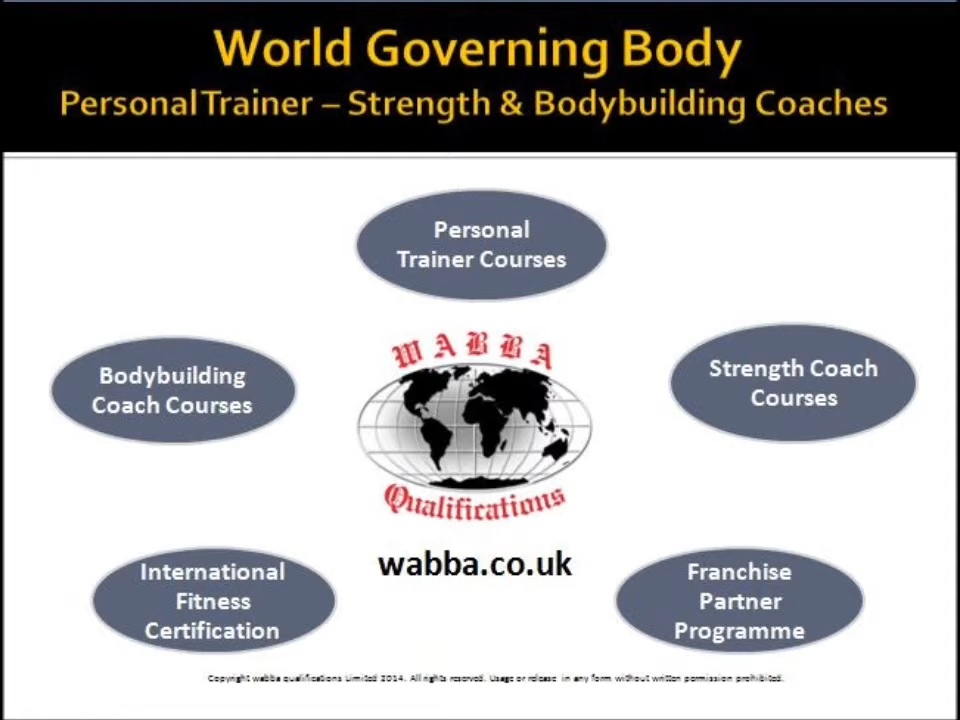 World Governing Body
Personal Trainer – Strength & Bodybuilding Coaches
Personal
Trainer Courses
Bodybuilding
Coach Courses
Strength Coach
Courses
WABBA
Qualifications
wabba.co.uk
International
Fitness
Certification
Franchise
Partner
Programme
Copyright wabba qualifications Limited 2014. All rights reserved. Usage or release in any form without written permission prohibited.